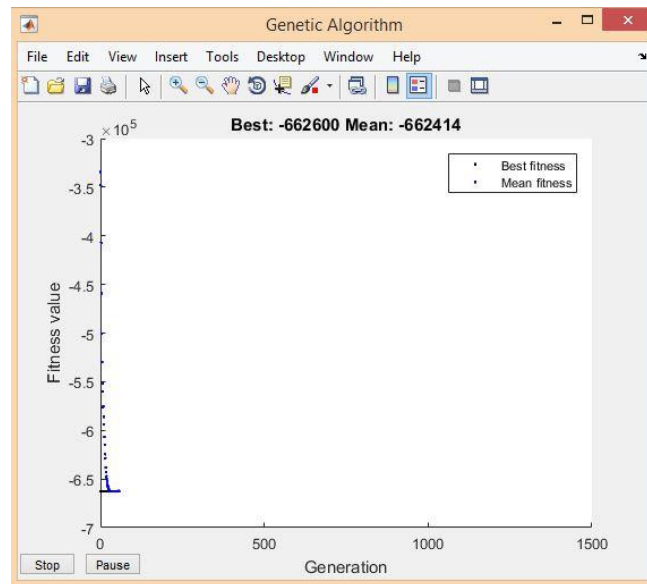 Genetic Algorithm
File Edit View Insert Tools Desktop Window Help
Best: -662600 Mean: -662414
×10^5
-3
-3.5
-4
-4.5
-5
-5.5
-6
-6.5
-7
Fitness value
Best fitness
Mean fitness
0 500 1000 1500
Generation
Stop Pause